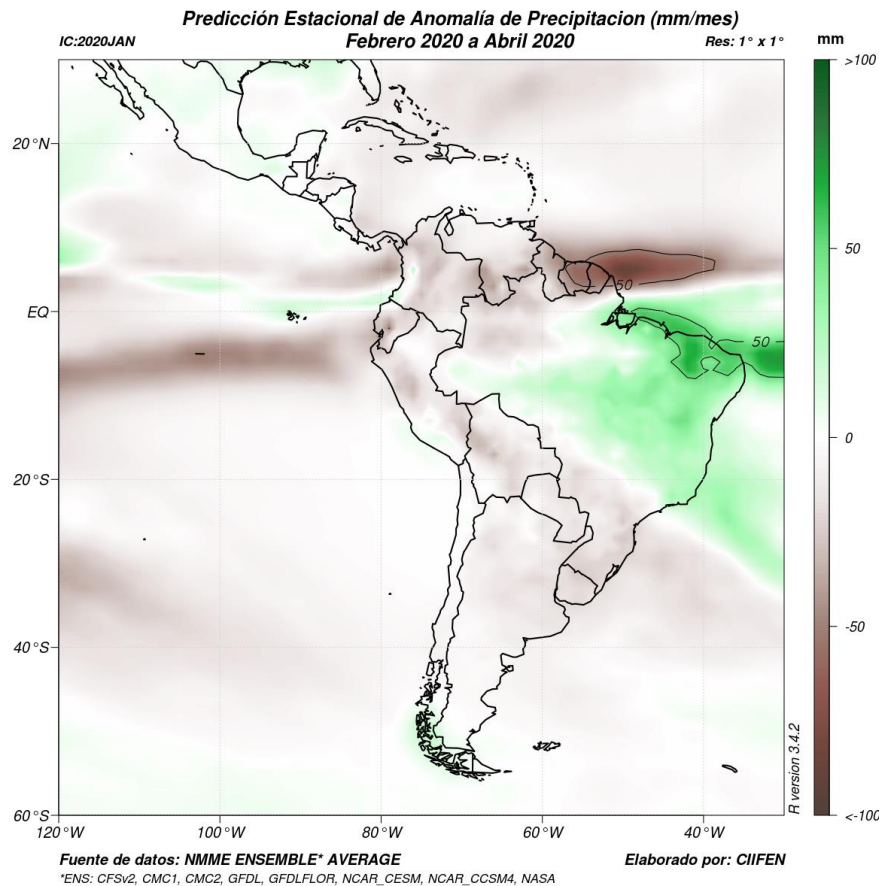 Predicción Estacional de Anomalía de Precipitacion (mm/mes)
IC:2020JAN
Febrero 2020 a Abril 2020
Res: 1° x 1°
mm
>100
50
0
-50
<-100
20°N
EQ
20°S
40°S
60°S
50
50
120°W
100°W
80°W
60°W
40°W
R version 3.4.2
Fuente de datos: NMME ENSEMBLE* AVERAGE
Elaborado por: CIIFEN
*ENS: CFSv2, CMC1, CMC2, GFDL, GFDLFLOR, NCAR_CESM, NCAR_CCSM4, NASA